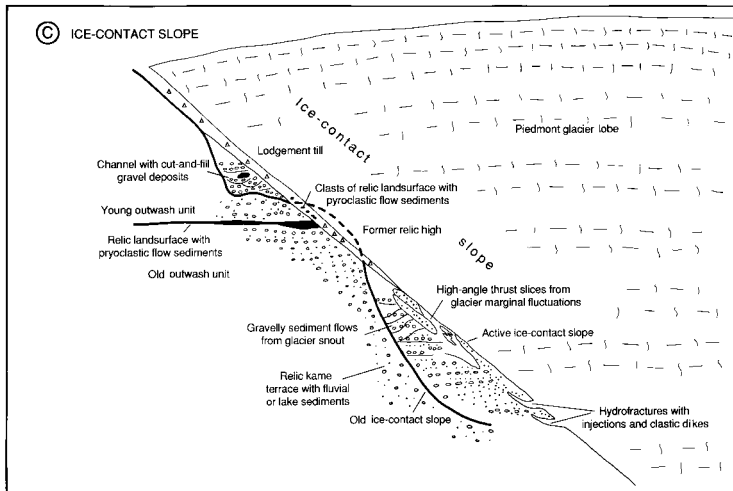 C ICE-CONTACT SLOPE
Ice-contact
slope
Piedmont glacier lobe
Lodgement till
Channel with cut-and-fill
gravel deposits
Clasts of relic landsurface with
pyroclastic flow sediments
Young outwash unit
Former relic high
Relic landsurface with
pryoclastic flow sediments
Old outwash unit
High-angle thrust slices from
glacier marginal fluctuations
Gravelly sediment flows
from glacier snout
Active ice-contact slope
Relic kame
terrace with fluvial
or lake sediments
Old ice-contact slope
Hydrofractures with
injections and clastic dikes